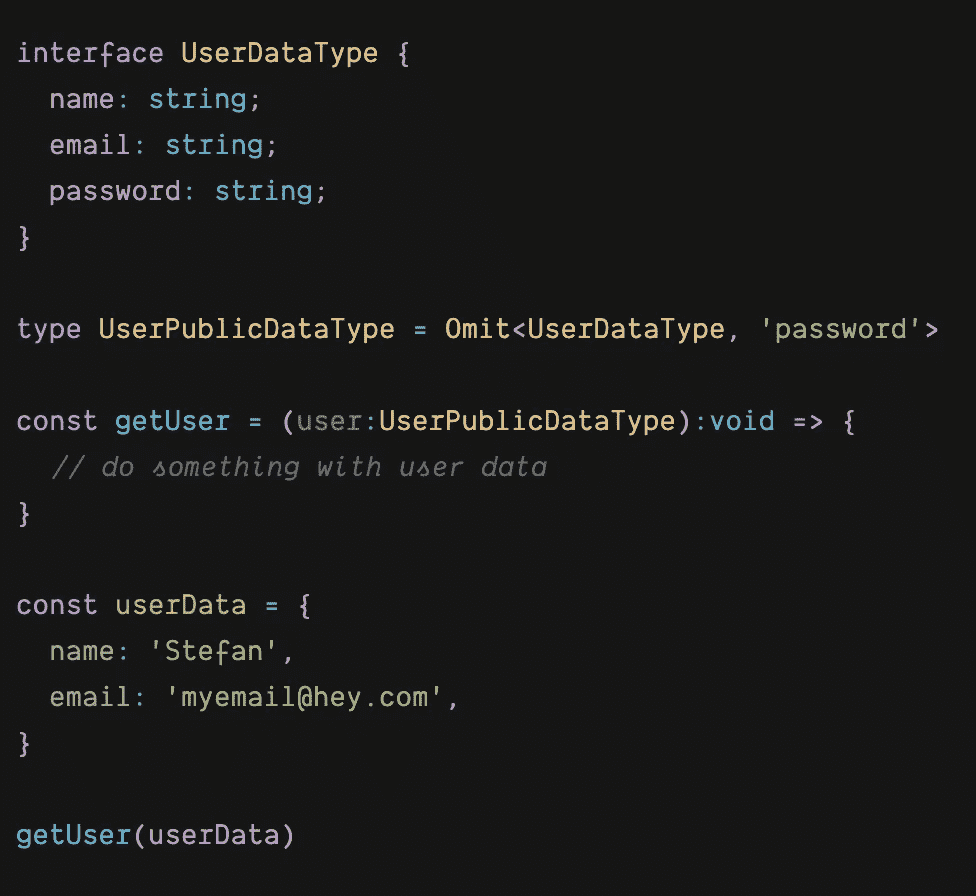 interface UserDataType {
  name: string;
  email: string;
  password: string;
}
type UserPublicDataType = Omit<UserDataType, 'password'>
const getUser = (user:UserPublicDataType):void => {
  // do something with user data
}
const userData = {
  name: 'Stefan',
  email: 'myemail@hey.com',
}
getUser(userData)